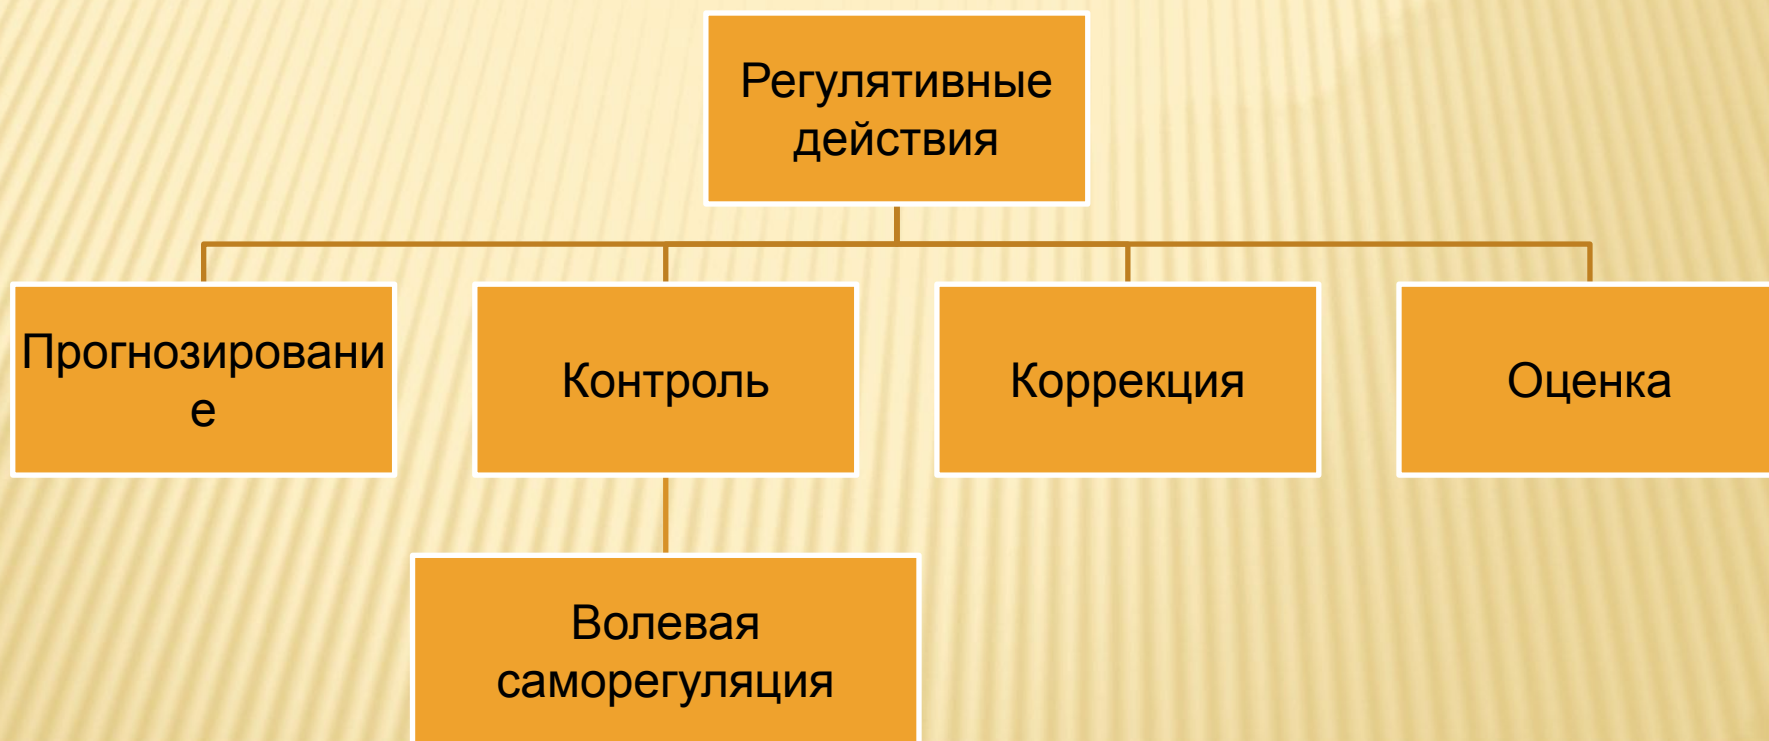 Регулятивные
действия
Прогнозировани
е
Контроль
Коррекция
Оценка
Волевая
саморегуляция